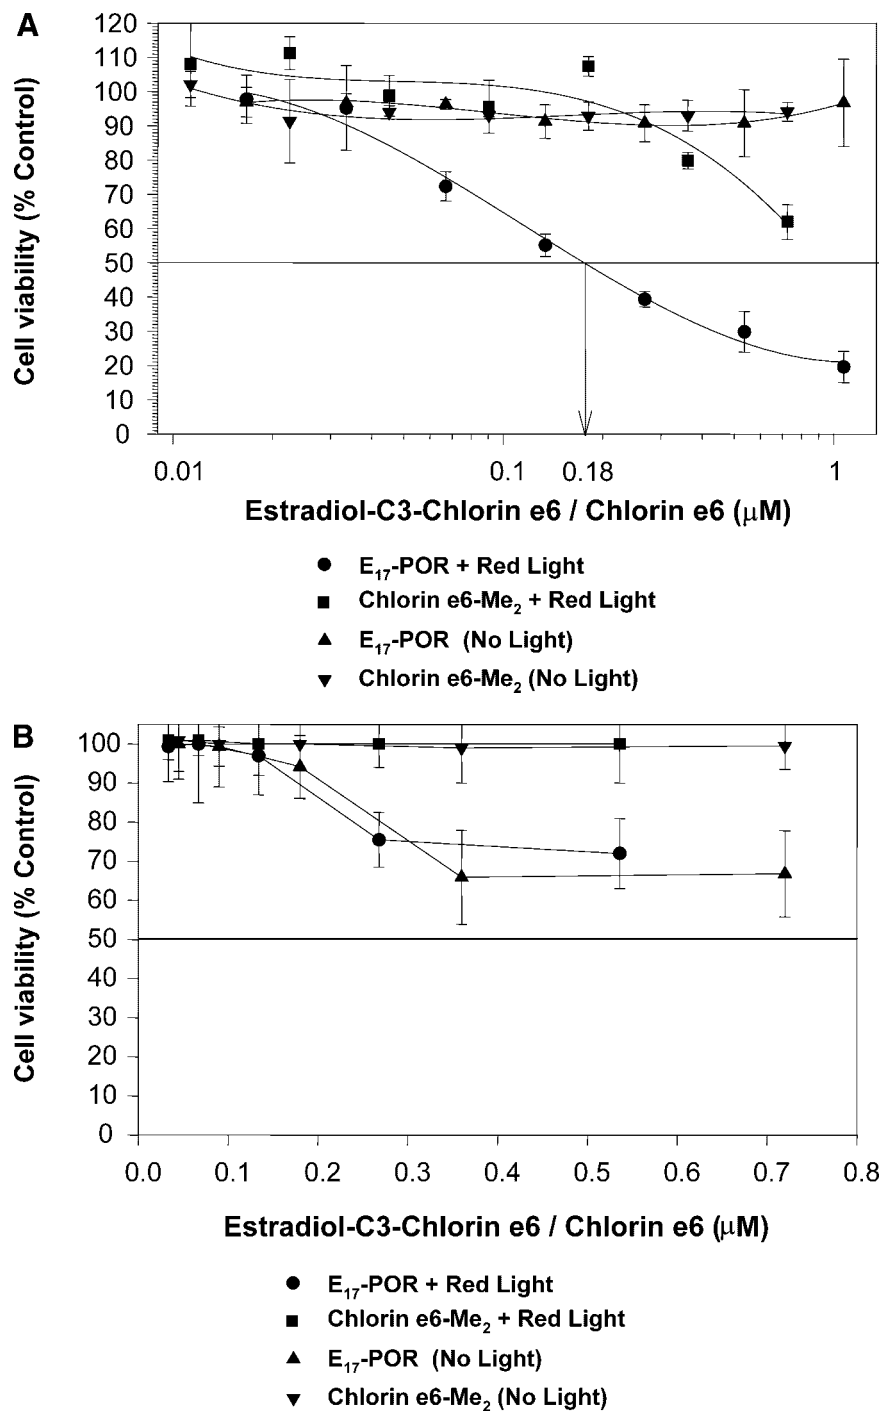 A
Cell viability (% Control)
120
110
100
90
80
70
60
50
40
30
20
10
0
0.01 0.1 0.18 1
Estradiol-C3-Chlorin e6 / Chlorin e6 (μM)
E17-POR + Red Light
Chlorin e6-Me2 + Red Light
E17-POR (No Light)
Chlorin e6-Me2 (No Light)
B
Cell viability (% Control)
100
90
80
70
60
50
40
30
20
10
0
0.0 0.1 0.2 0.3 0.4 0.5 0.6 0.7 0.8
Estradiol-C3-Chlorin e6 / Chlorin e6 (μM)
E17-POR + Red Light
Chlorin e6-Me2 + Red Light
E17-POR (No Light)
Chlorin e6-Me2 (No Light)